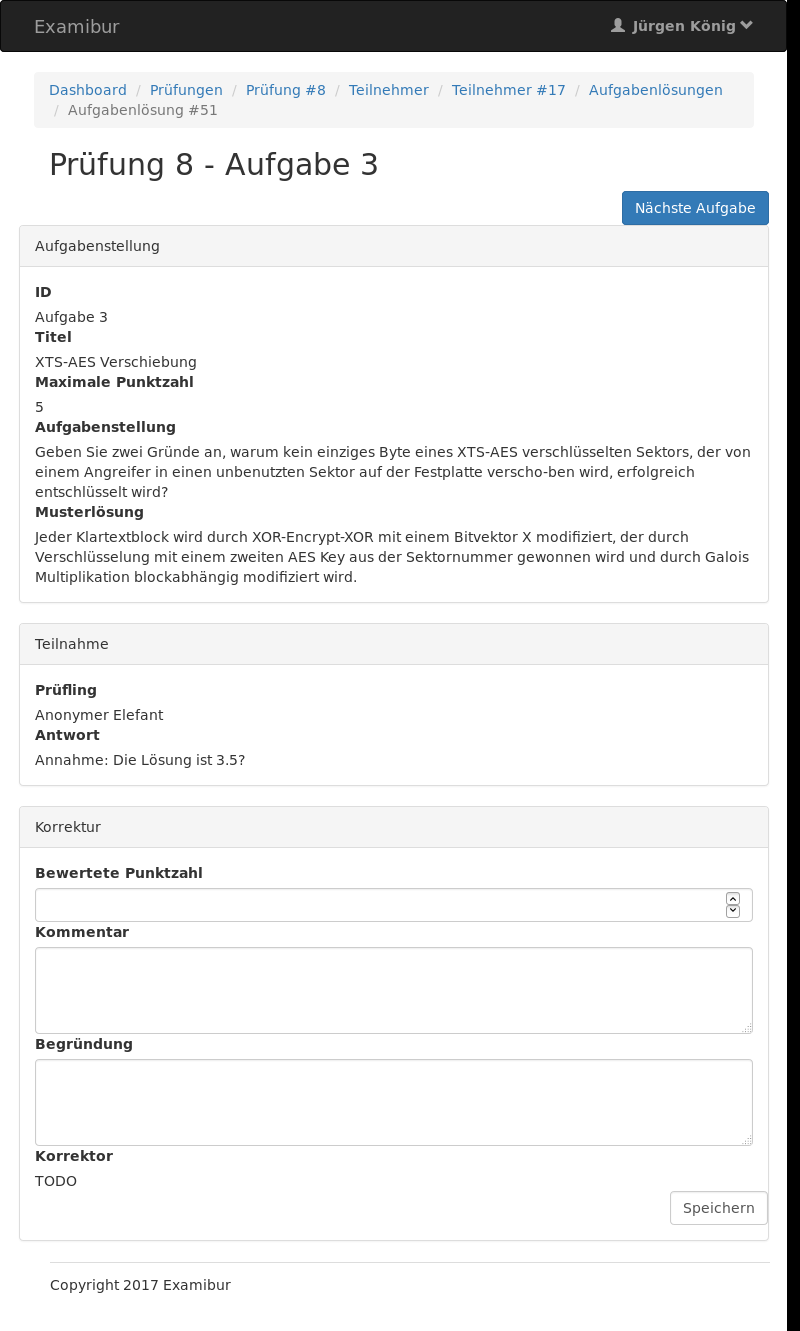 Examibur
Jürgen König
Dashboard / Prüfungen / Prüfung #8 / Teilnehmer / Teilnehmer #17 / Aufgabenlösungen
/ Aufgabenlösung #51
Prüfung 8 - Aufgabe 3
Nächste Aufgabe
Aufgabenstellung
ID
Aufgabe 3
Titel
XTS-AES Verschiebung
Maximale Punktzahl
5
Aufgabenstellung
Geben Sie zwei Gründe an, warum kein einziges Byte eines XTS-AES verschlüsselten Sektors, der von
einem Angreifer in einen unbenutzten Sektor auf der Festplatte verscho-ben wird, erfolgreich
entschlüsselt wird?
Musterlösung
Jeder Klartextblock wird durch XOR-Encrypt-XOR mit einem Bitvektor X modifiziert, der durch
Verschlüsselung mit einem zweiten AES Key aus der Sektornummer gewonnen wird und durch Galois
Multiplikation blockabhängig modifiziert wird.
Teilnahme
Prüfling
Anonymer Elefant
Antwort
Annahme: Die Lösung ist 3.5?
Korrektur
Bewertete Punktzahl
Kommentar
Begründung
Korrektor
TODO
Speichern
Copyright 2017 Examibur